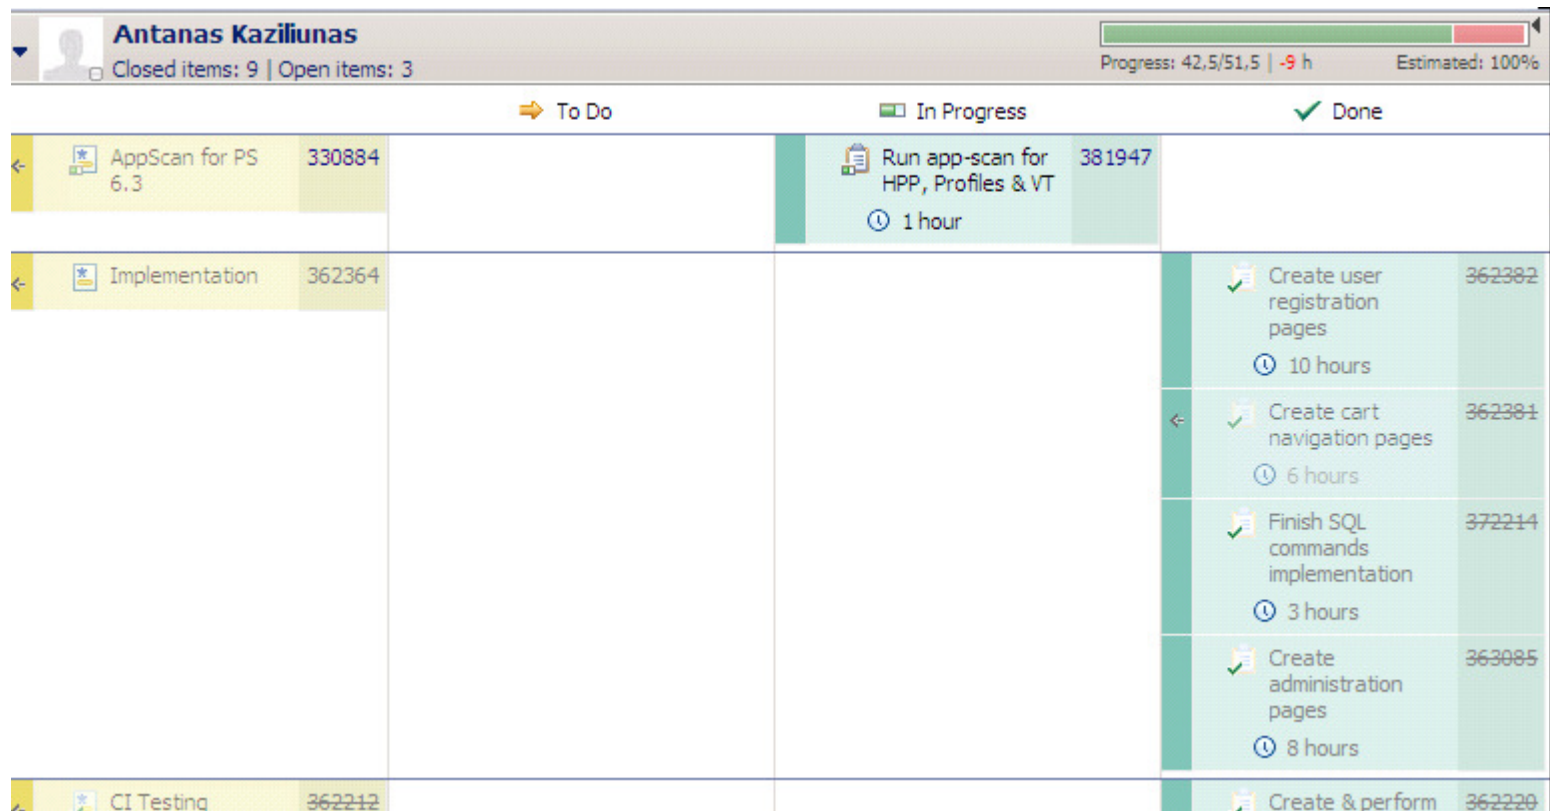 Antanas Kaziliunas
Closed items: 9 | Open items: 3
Progress: 42,5/51,5 | -9 h
Estimated: 100%
To Do
In Progress
Done
AppScan for PS
6.3
330884
Run app-scan for
HPP, Profiles & VT
381947
1 hour
Implementation
362364
Create user
registration
pages
362382
10 hours
Create cart
navigation pages
362381
6 hours
Finish SQL
commands
implementation
372214
3 hours
Create
administration
pages
363085
8 hours
CI Testing
362212
Create & perform
362220